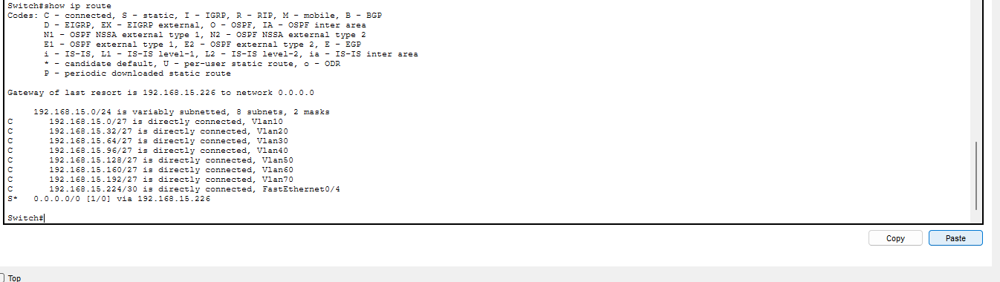 Switch#show ip route
Codes: C - connected, S - static, I - IGRP, R - RIP, M - mobile, B - BGP
D - EIGRP, EX - EIGRP external, O - OSPF, IA - OSPF inter area
N1 - OSPF NSSA external type 1, N2 - OSPF NSSA external type 2
E1 - OSPF external type 1, E2 - OSPF external type 2, E - EGP
i - IS-IS, L1 - IS-IS level-1, L2 - IS-IS level-2, ia - IS-IS inter area
* - candidate default, U - per-user static route, o - ODR
P - periodic downloaded static route
Gateway of last resort is 192.168.15.226 to network 0.0.0.0
192.168.15.0/24 is variably subnetted, 8 subnets, 2 masks
C 192.168.15.0/27 is directly connected, Vlan10
C 192.168.15.32/27 is directly connected, Vlan20
C 192.168.15.64/27 is directly connected, Vlan30
C 192.168.15.96/27 is directly connected, Vlan40
C 192.168.15.128/27 is directly connected, Vlan50
C 192.168.15.160/27 is directly connected, Vlan60
C 192.168.15.192/27 is directly connected, Vlan70
C 192.168.15.224/30 is directly connected, FastEthernet0/4
S* 0.0.0.0/0 [1/0] via 192.168.15.226
Switch#
Copy Paste
Top